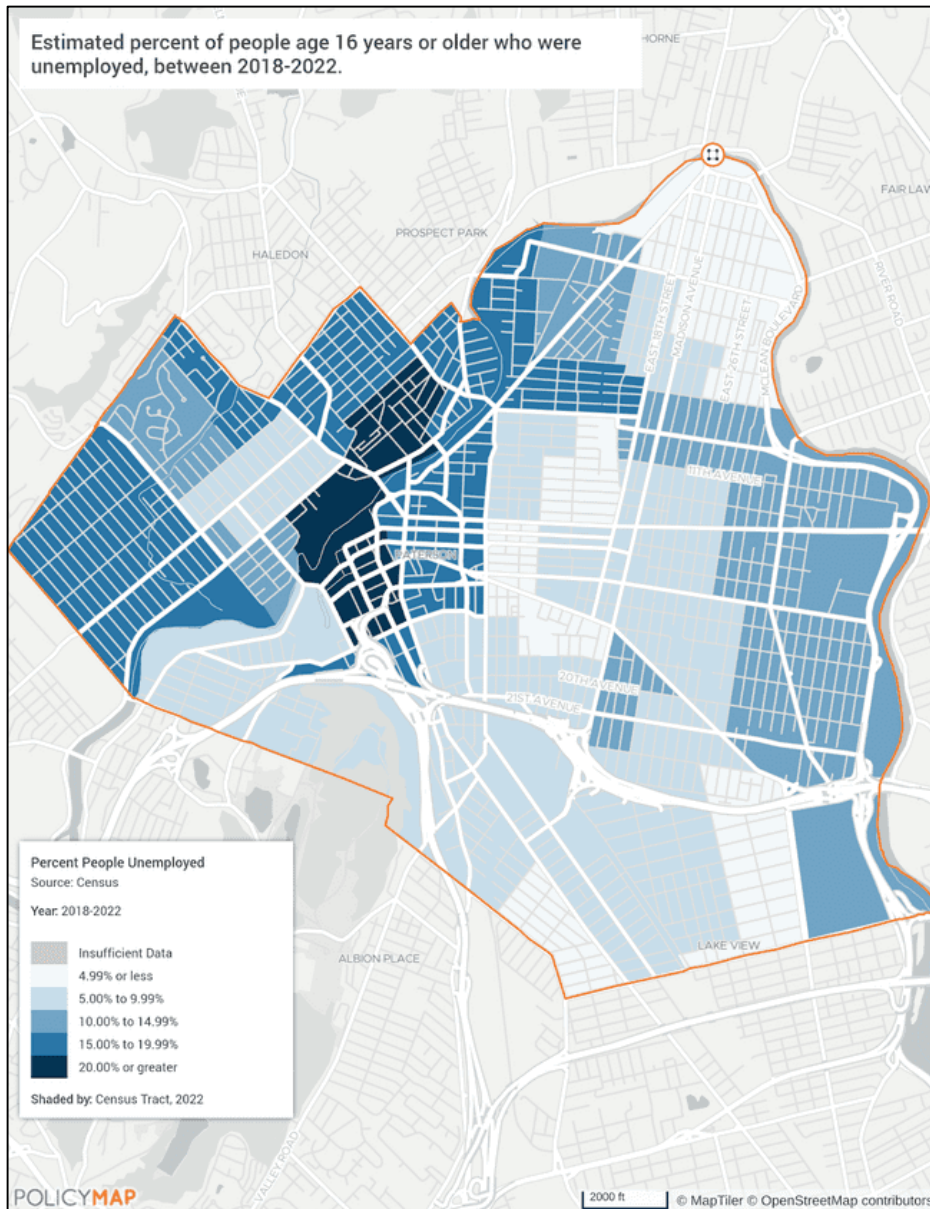 Estimated percent of people age 16 years or older who were
unemployed, between 2018-2022.
HORNE
FAIR LAW
PROSPECT PARK
HALEDON
RIVER ROAD
EAST 18TH STREET
MADISON AVENUE
EAST 26TH STREET
MCLEAN BOULEVARD
11TH AVENUE
PATERSON
20TH AVENUE
21ST AVENUE
LAKE VIEW
ALBION PLACE
VALLEY ROAD
Percent People Unemployed
Source: Census
Year: 2018-2022
Insufficient Data
4.99% or less
5.00% to 9.99%
10.00% to 14.99%
15.00% to 19.99%
20.00% or greater
Shaded by: Census Tract, 2022
POLICYMAP
2000 ft
© MapTiler © OpenStreetMap contributors